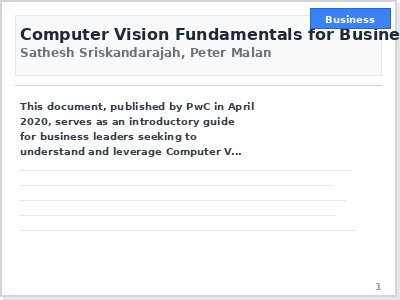 Business
Computer Vision Fundamentals for Busine
Sathesh Sriskandarajah, Peter Malan
This document, published by PwC in April
2020, serves as an introductory guide
for business leaders seeking to
understand and leverage Computer V...
1